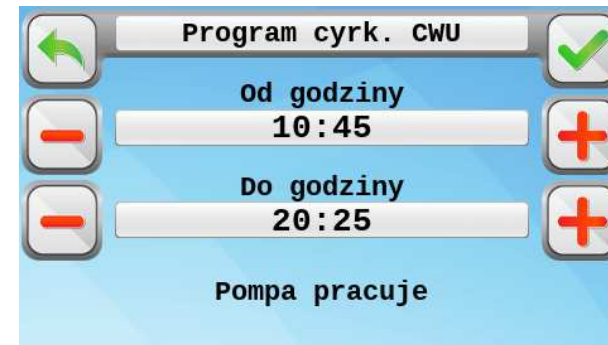 Program cyrk. CWU
Od godziny
10:45
Do godziny
20:25
Pompa pracuje